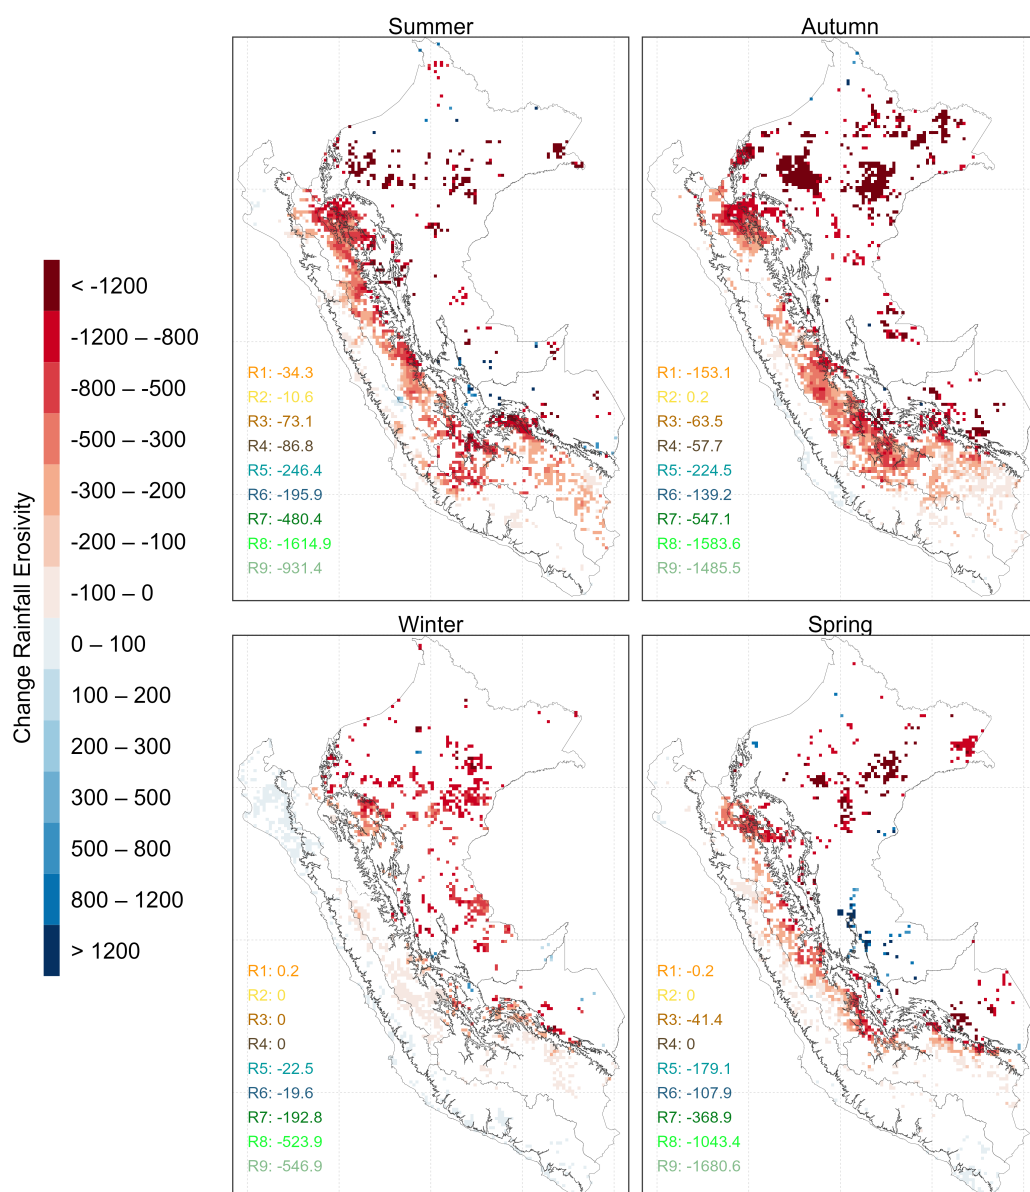 Summer
Autumn
Change Rainfall Erosivity
< -1200
-1200 – -800
-800 – -500
-500 – -300
-300 – -200
-200 – -100
-100 – 0
0 – 100
100 – 200
200 – 300
300 – 500
500 – 800
800 – 1200
> 1200
R1: -34.3
R2: -10.6
R3: -73.1
R4: -86.8
R5: -246.4
R6: -195.9
R7: -480.4
R8: -1614.9
R9: -931.4
R1: -153.1
R2: 0.2
R3: -63.5
R4: -57.7
R5: -224.5
R6: -139.2
R7: -547.1
R8: -1583.6
R9: -1485.5
Winter
Spring
R1: 0.2
R2: 0
R3: 0
R4: 0
R5: -22.5
R6: -19.6
R7: -192.8
R8: -523.9
R9: -546.9
R1: -0.2
R2: 0
R3: -41.4
R4: 0
R5: -179.1
R6: -107.9
R7: -368.9
R8: -1043.4
R9: -1680.6